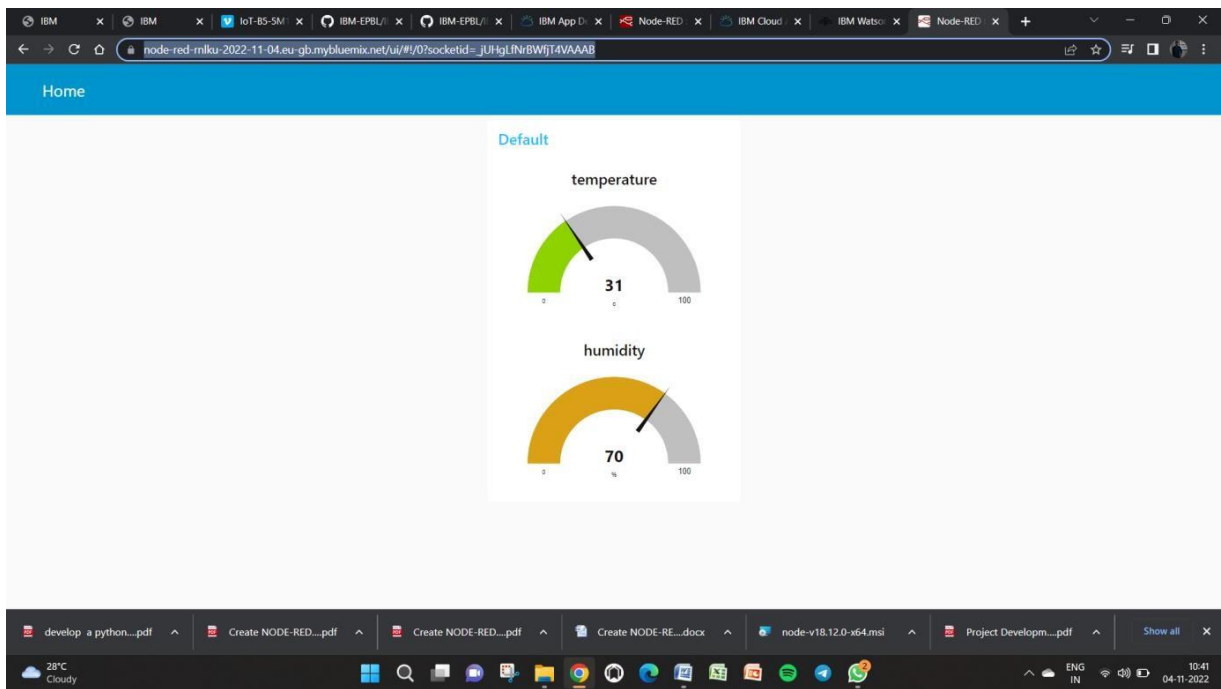 IBM
IBM
IoT-B5-5M1
IBM-EPBL/I
IBM-EPBL/I
IBM App De
Node-RED
IBM Cloud
IBM Watso
Node-RED
node-red-rnlku-2022-11-04.eu-gb.mybluemix.net/ui/#!/0?socketid=_jUHgLfNrBWfjT4VAAAB
Home
Default
temperature
31
0
c
100
humidity
70
0
%
100
develop a python....pdf
Create NODE-RED....pdf
Create NODE-RED....pdf
Create NODE-RE....docx
node-v18.12.0-x64.msi
Project Developm....pdf
Show all
28°C
Cloudy
2
ENG
IN
10:41
04-11-2022